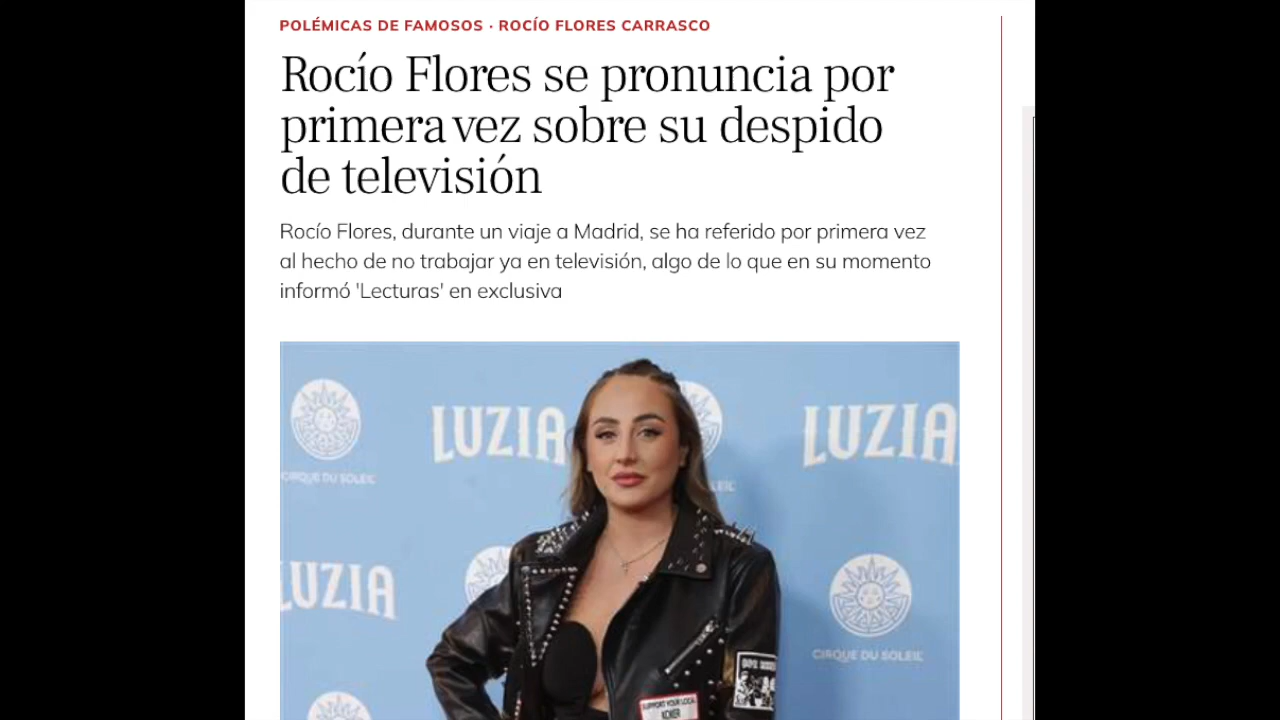 POLÉMICAS DE FAMOSOS · ROCÍO FLORES CARRASCO
Rocío Flores se pronuncia por
primera vez sobre su despido
de televisión
Rocío Flores, durante un viaje a Madrid, se ha referido por primera vez
al hecho de no trabajar ya en televisión, algo de lo que en su momento
informó 'Lecturas' en exclusiva
LUZIA
LUZIA
CIRQUE DU SOLEIL
LUZIA
CIRQUE DU SOLEIL
SUPPORT YOUR LOCAL